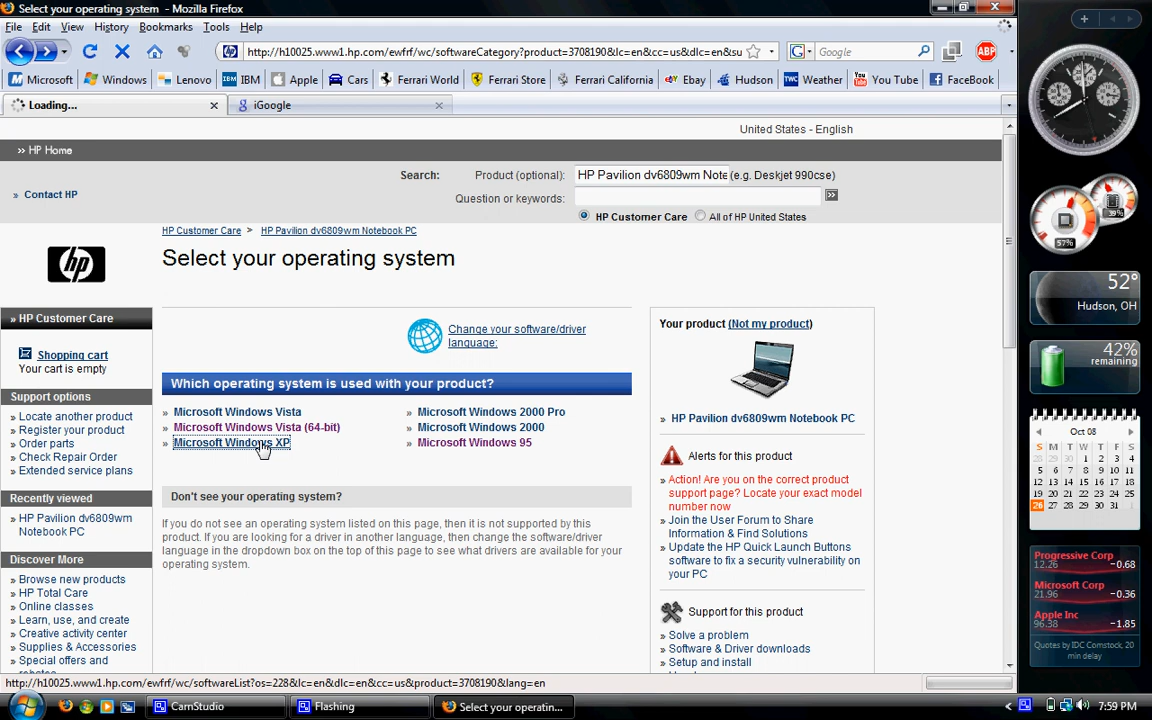 Select your operating system - Mozilla Firefox
File Edit View History Bookmarks Tools Help
http://h10025.www1.hp.com/ewfrf/wc/softwareCategory?product=3708190&lc=en&cc=us&dlc=en&su
Google
ABP
Microsoft Windows Lenovo IBM Apple Cars Ferrari World Ferrari Store Ferrari California Ebay Hudson Weather You Tube FaceBook
Loading... iGoogle
United States - English
» HP Home
Search: Product (optional): HP Pavilion dv6809wm Note (e.g. Deskjet 990cse)
» Contact HP
Question or keywords: »
HP Customer Care All of HP United States
HP Customer Care > HP Pavilion dv6809wm Notebook PC
hp
Select your operating system
» HP Customer Care
Shopping cart
Your cart is empty
Support options
» Locate another product
» Register your product
» Order parts
» Check Repair Order
» Extended service plans
Recently viewed
» HP Pavilion dv6809wm
Notebook PC
Discover More
» Browse new products
» HP Total Care
» Online classes
» Learn, use, and create
» Creative activity center
» Supplies & Accessories
» Special offers and
rebates
Change your software/driver
language:
Which operating system is used with your product?
» Microsoft Windows Vista
» Microsoft Windows Vista (64-bit)
» Microsoft Windows XP
» Microsoft Windows 2000 Pro
» Microsoft Windows 2000
» Microsoft Windows 95
Don't see your operating system?
If you do not see an operating system listed on this page, then it is not supported by this
product. If you are looking for a driver in another language, then change the software/driver
language in the dropdown box on the top of this page to see what drivers are available for your
operating system.
Your product (Not my product)
» HP Pavilion dv6809wm Notebook PC
Alerts for this product
» Action! Are you on the correct product
support page? Locate your exact model
number now
» Join the User Forum to Share
Information & Find Solutions
» Update the HP Quick Launch Buttons
software to fix a security vulnerability on
your PC
Support for this product
» Solve a problem
» Software & Driver downloads
» Setup and install
http://h10025.www1.hp.com/ewfrf/wc/softwareList?os=228&lc=en&dlc=en&cc=us&product=3708190&lang=en
CamStudio Flashing Select your operatin... 7:59 PM
39%
57%
52°
Hudson, OH
42%
remaining
Oct 08
S M T W T F S
28 29 30 1 2 3 4
5 6 7 8 9 10 11
12 13 14 15 16 17 18
19 20 21 22 23 24 25
26 27 28 29 30 31 1
Progressive Corp
12.26 -0.68
Microsoft Corp
21.96 -0.36
Apple Inc
96.38 -1.85
Quotes by IDC Comstock, 20
min delay